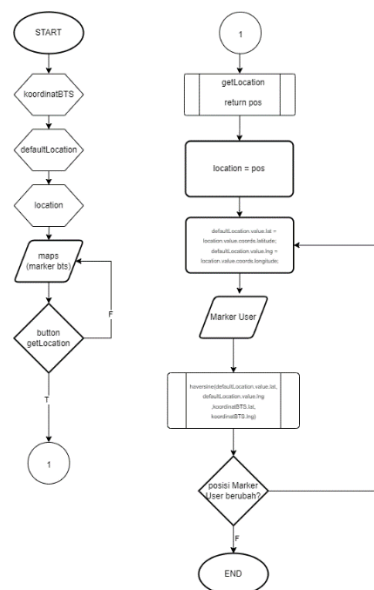 START
koordinatBTS
defaultLocation
location
maps
(marker bts)
button
getLocation
F
T
1
1
getLocation
return pos
location = pos
defaultLocation.value.lat =
location.value.coords.latitude;
defaultLocation.value.lng =
location.value.coords.longitude;
Marker User
haversine(defaultLocation.value.lat,
defaultLocation.value.lng
,koordinatBTS.lat,
koordinatBTS.lng)
posisi Marker
User berubah?
F
END